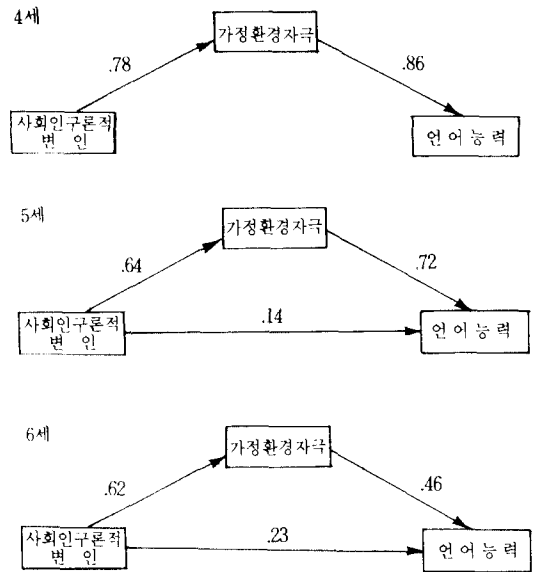 4세
가정환경자극
.78
.86
사회인구론적
변 인
언어능력
5세
가정환경자극
.64
.72
사회인구론적
변 인
.14
언어능력
6세
가정환경자극
.62
.46
사회인구론적
변 인
.23
언어능력